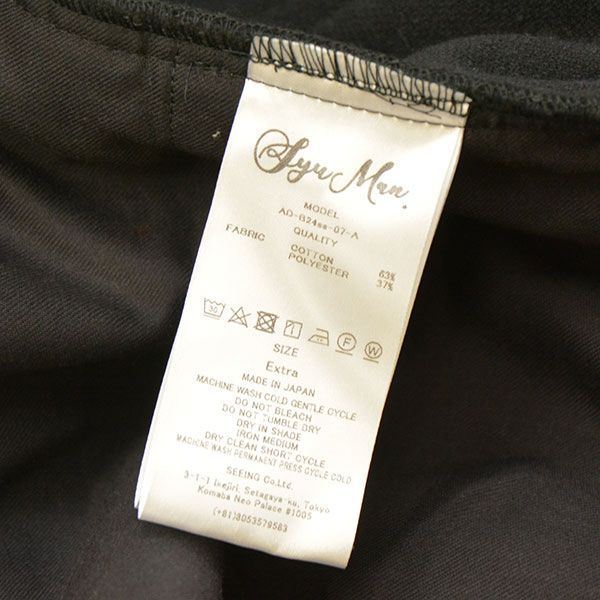 Syu Man.
MODEL
AD-B24ss-07-A
QUALITY
FABRIC COTTON 63%
POLYESTER 37%
30 F W
SIZE
Extra
MADE IN JAPAN
MACHINE WASH COLD GENTLE CYCLE
DO NOT BLEACH
DO NOT TUMBLE DRY
DRY IN SHADE
IRON MEDIUM
DRY CLEAN SHORT CYCLE
MACHINE WASH PERMANENT PRESS CYCLE COLD
SEEING Co.Ltd.
3-1-1 Ikejiri, Setagaya-ku, Tokyo
Komaba Neo Palace #1005
(+81)8053579583